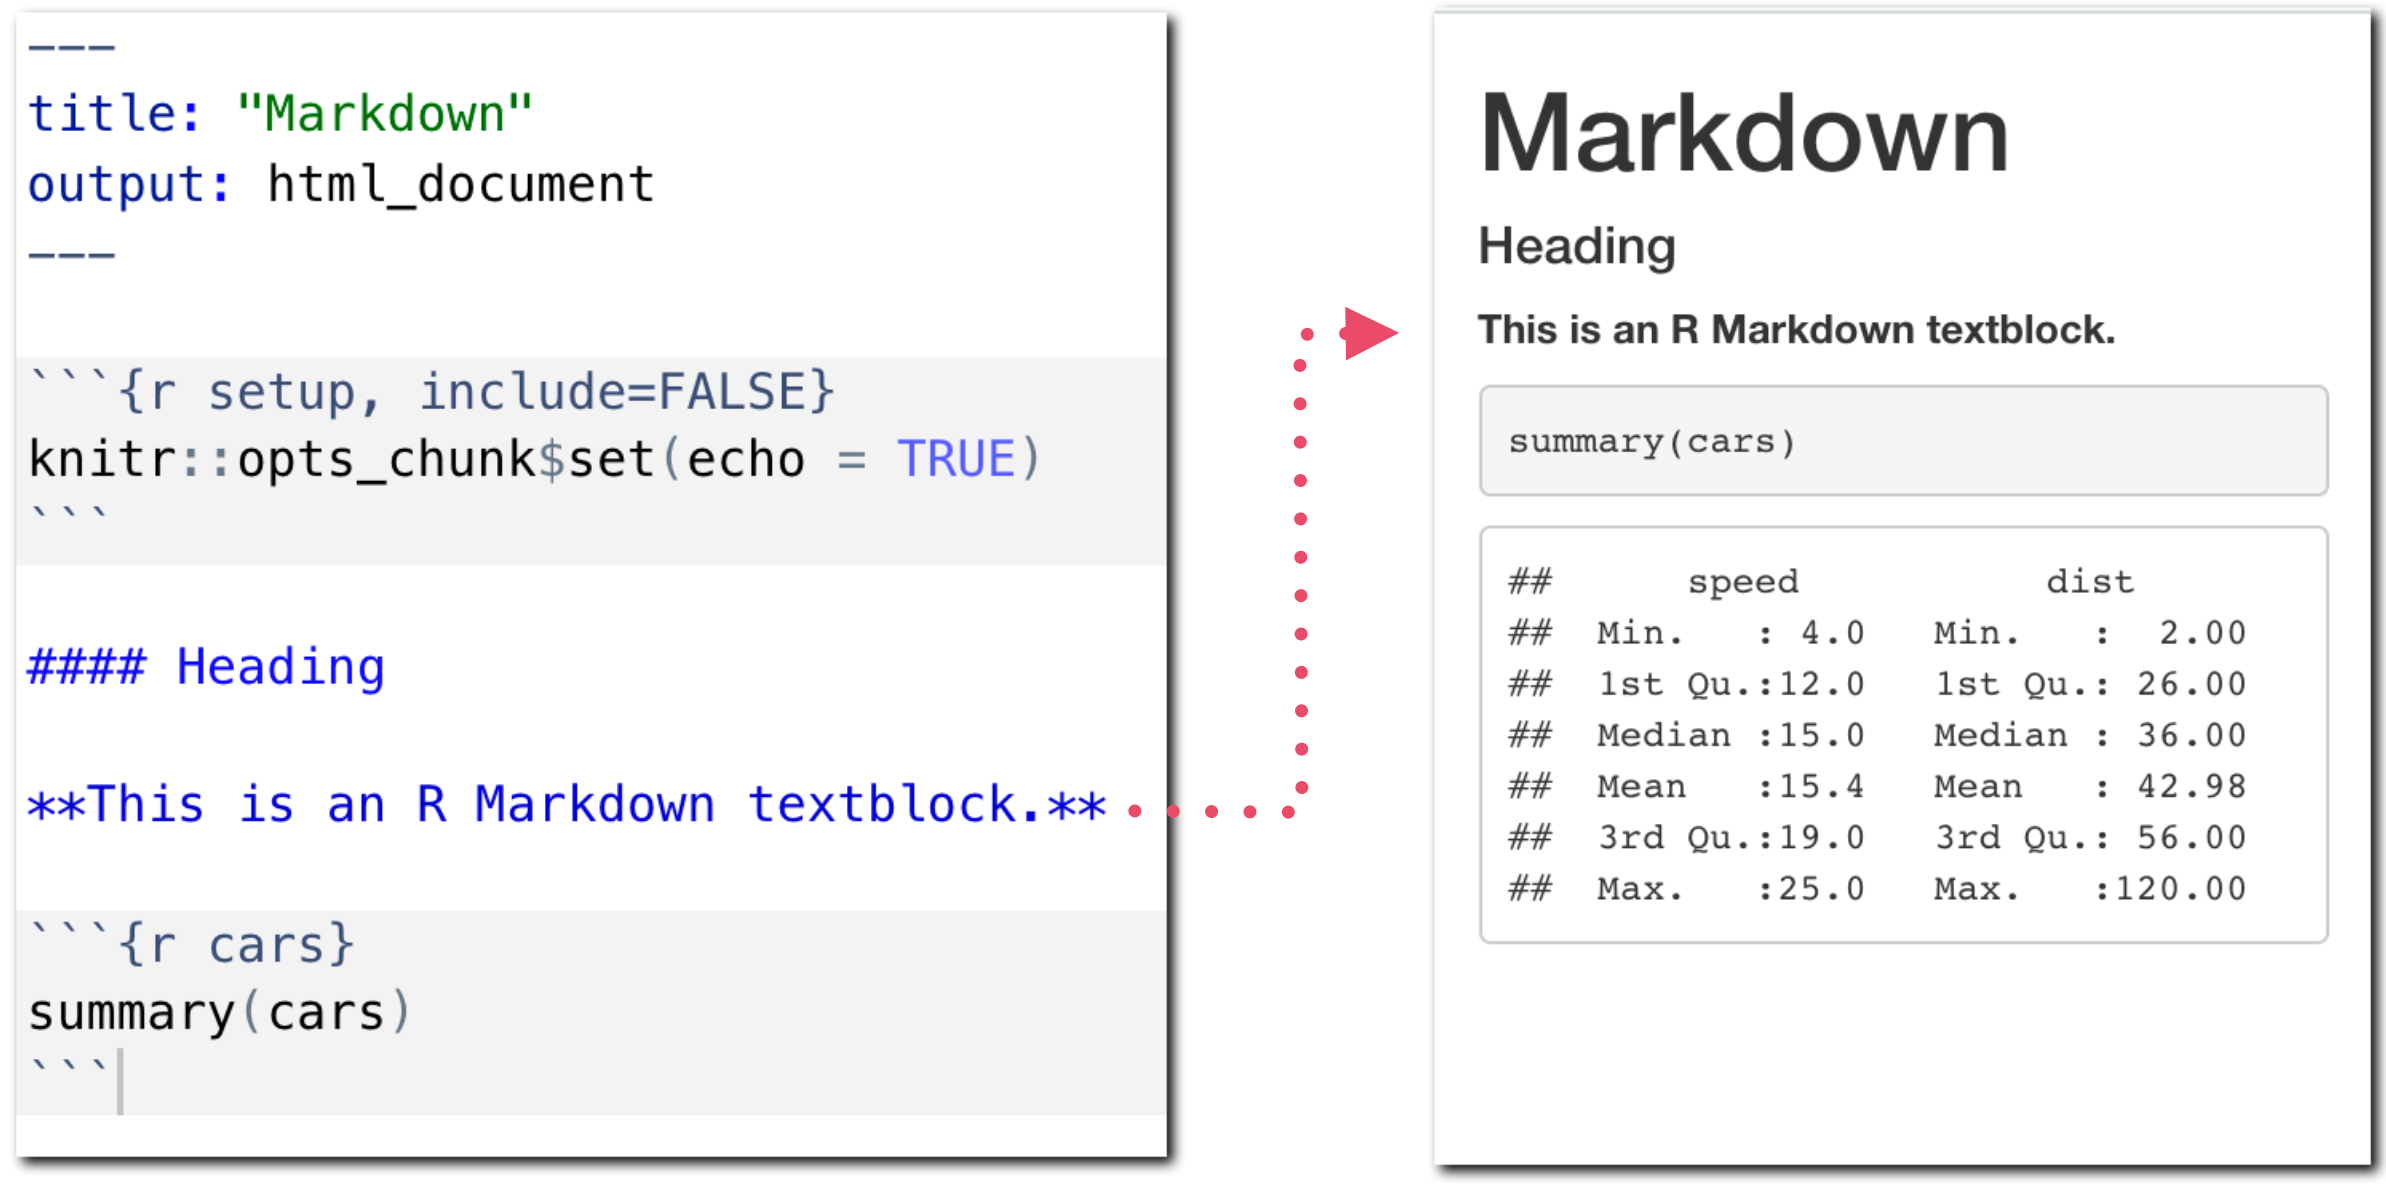 ---
title: "Markdown"
output: html_document
---
```{r setup, include=FALSE}
knitr::opts_chunk$set(echo = TRUE)
```
#### Heading
**This is an R Markdown textblock.**
```{r cars}
summary(cars)
```
Markdown
Heading
This is an R Markdown textblock.
summary(cars)
##      speed           dist
##  Min.   : 4.0   Min.   :  2.00
##  1st Qu.:12.0   1st Qu.: 26.00
##  Median :15.0   Median : 36.00
##  Mean   :15.4   Mean   : 42.98
##  3rd Qu.:19.0   3rd Qu.: 56.00
##  Max.   :25.0   Max.   :120.00